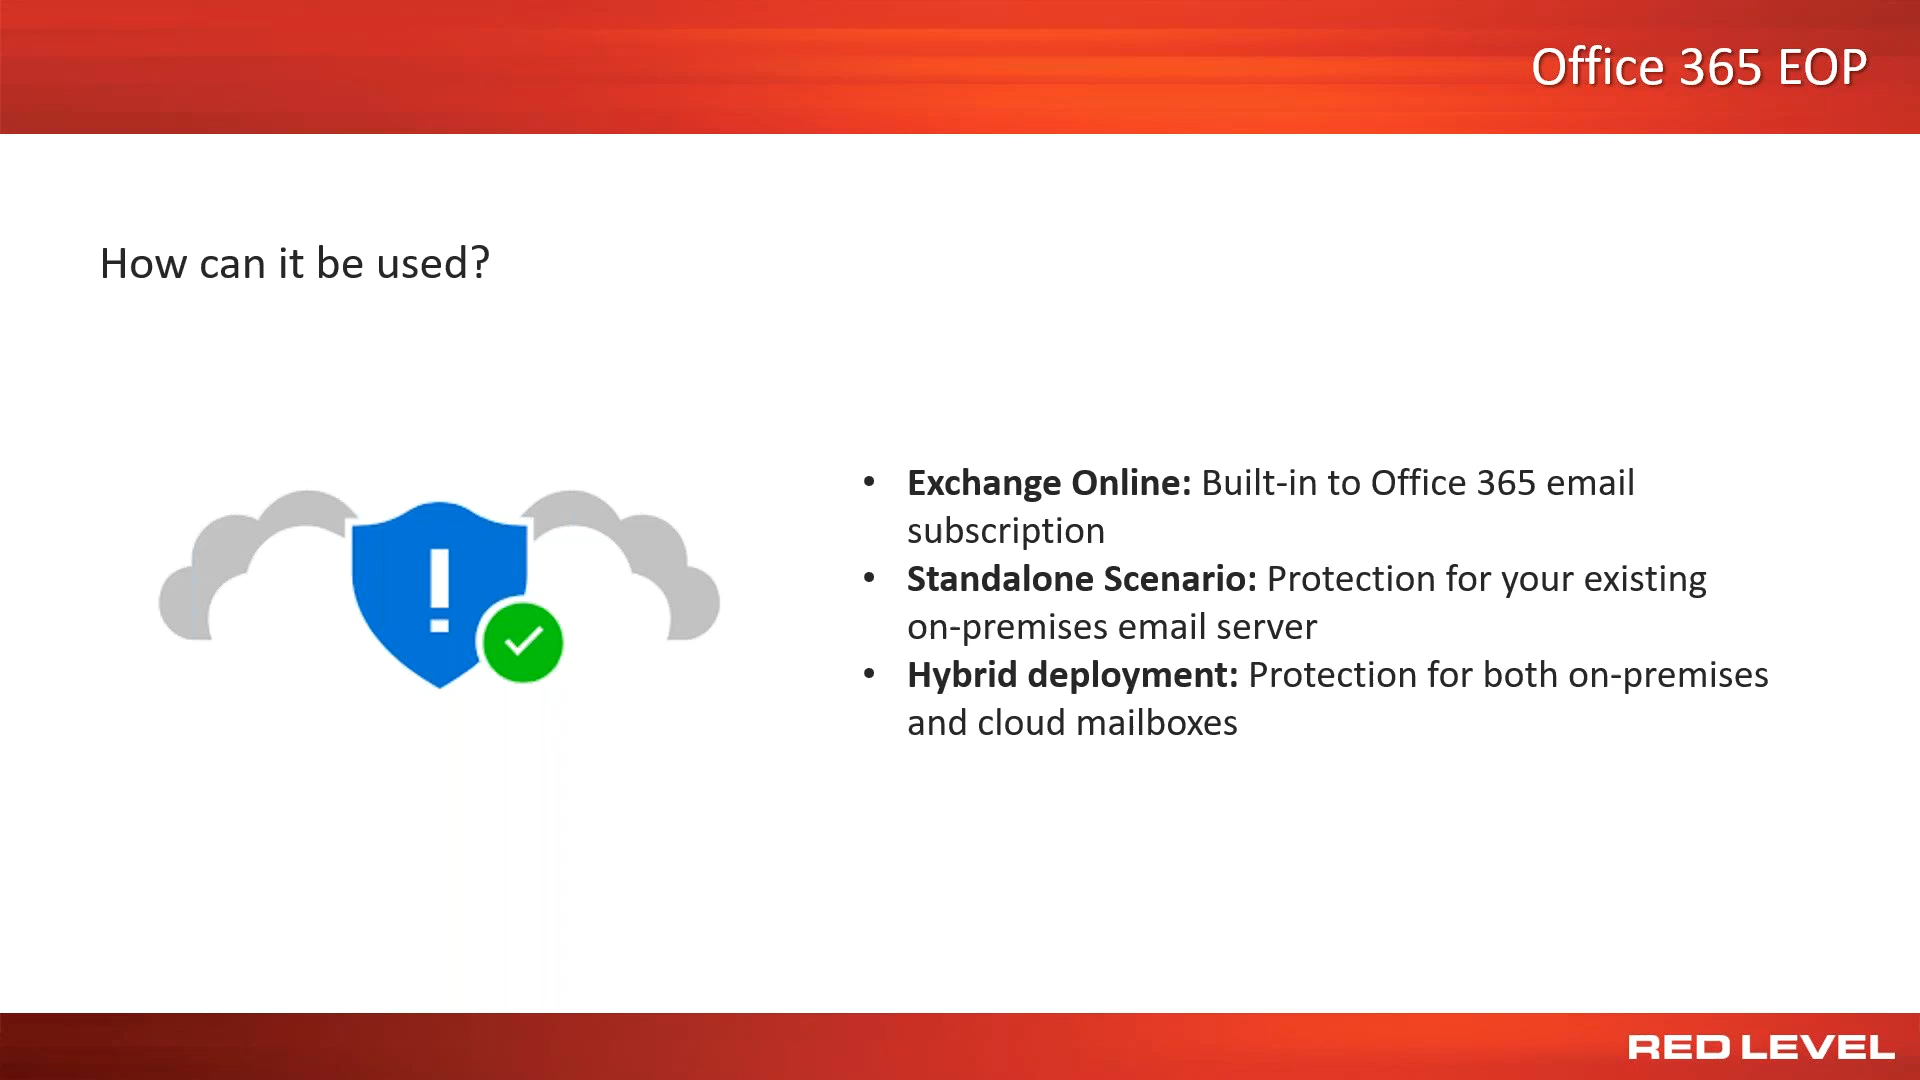 Office 365 EOP
How can it be used?
• Exchange Online: Built-in to Office 365 email
subscription
• Standalone Scenario: Protection for your existing
on-premises email server
• Hybrid deployment: Protection for both on-premises
and cloud mailboxes
RED LEVEL